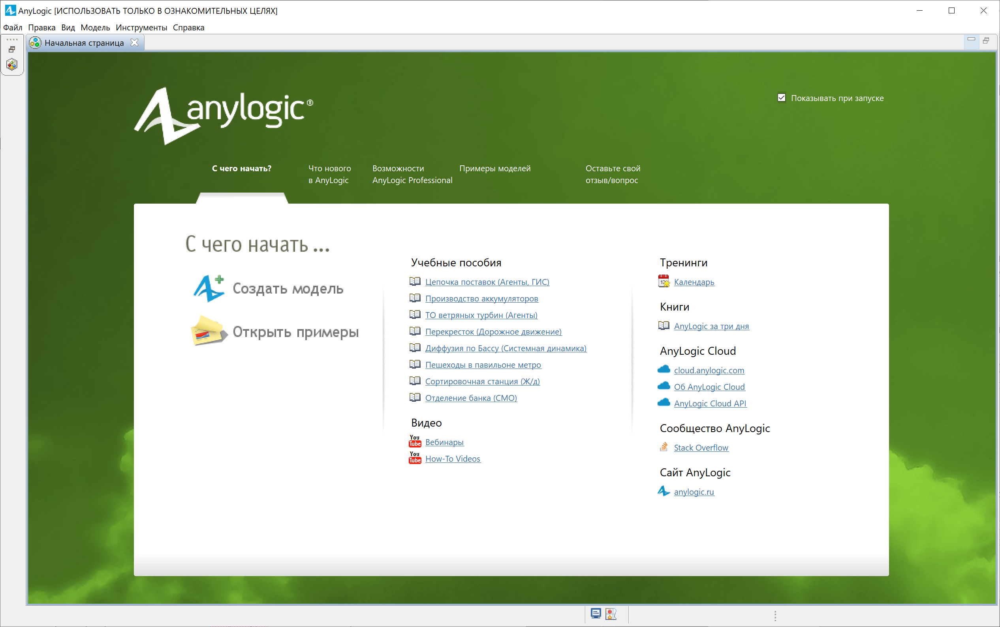 AnyLogic [ИСПОЛЬЗОВАТЬ ТОЛЬКО В ОЗНАКОМИТЕЛЬНЫХ ЦЕЛЯХ]
Файл Правка Вид Модель Инструменты Справка
Начальная страница
anylogic®
Показывать при запуске
С чего начать?
Что нового
в AnyLogic
Возможности
AnyLogic Professional
Примеры моделей
Оставьте свой
отзыв/вопрос
С чего начать ...
Создать модель
Открыть примеры
Учебные пособия
Цепочка поставок (Агенты, ГИС)
Производство аккумуляторов
ТО ветряных турбин (Агенты)
Перекресток (Дорожное движение)
Диффузия по Бассу (Системная динамика)
Пешеходы в павильоне метро
Сортировочная станция (Ж/д)
Отделение банка (СМО)
Видео
You
Tube
Вебинары
You
Tube
How-To Videos
Тренинги
12
Календарь
Книги
AnyLogic за три дня
AnyLogic Cloud
cloud.anylogic.com
Об AnyLogic Cloud
AnyLogic Cloud API
Сообщество AnyLogic
Stack Overflow
Сайт AnyLogic
anylogic.ru